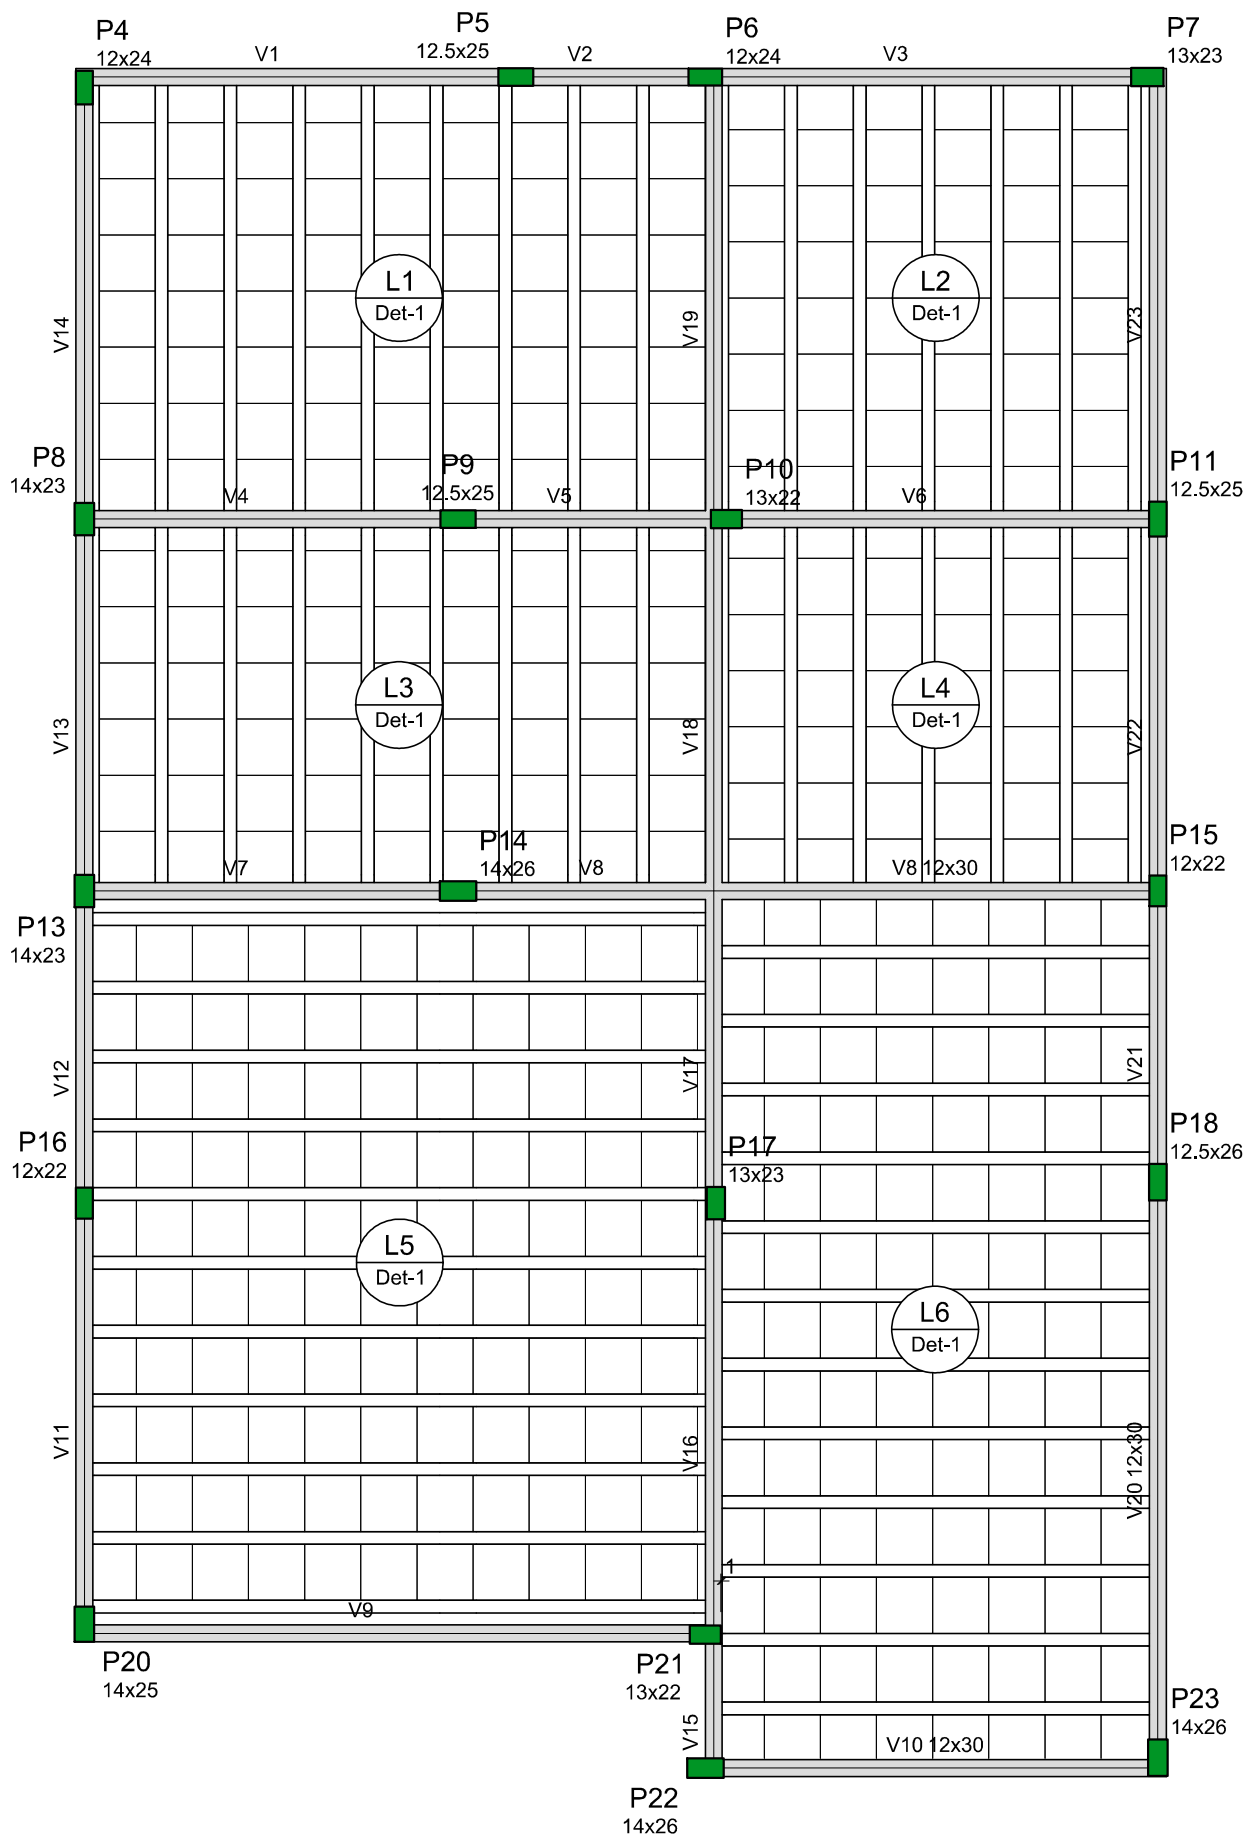 P4
12x24
V1
P5
12.5x25
V2
P6
12x24
V3
P7
13x23
V14
L1
Det-1
V19
L2
Det-1
V23
P8
14x23
V4
P9
12.5x25
V5
P10
13x22
V6
P11
12.5x25
V13
L3
Det-1
V18
L4
Det-1
V22
V7
P14
14x26
V8
V8 12x30
P15
12x22
P13
14x23
V12
V17
V21
P16
12x22
P17
13x23
P18
12.5x26
L5
Det-1
L6
Det-1
V11
V16
V20 12x30
1
V9
P20
14x25
P21
13x22
V15
V10 12x30
P23
14x26
P22
14x26